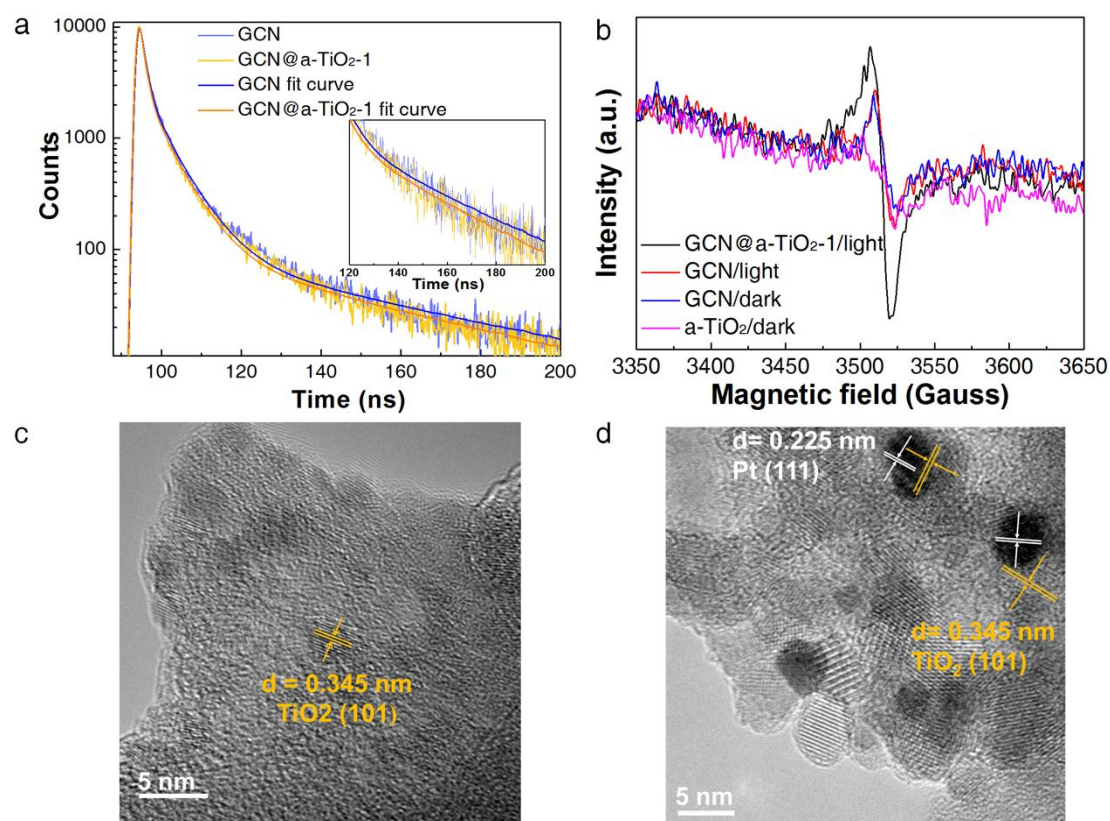 a
GCN
GCN@a-TiO₂-1
GCN fit curve
GCN@a-TiO₂-1 fit curve
10000
1000
100
Counts
120 140 160 180 200
Time (ns)
100 120 140 160 180 200
Time (ns)
b
Intensity (a.u.)
GCN@a-TiO₂-1/light
GCN/light
GCN/dark
a-TiO₂/dark
3350 3400 3450 3500 3550 3600 3650
Magnetic field (Gauss)
c
d = 0.345 nm
TiO2 (101)
5 nm
d
d= 0.225 nm
Pt (111)
d= 0.345 nm
TiO₂ (101)
5 nm